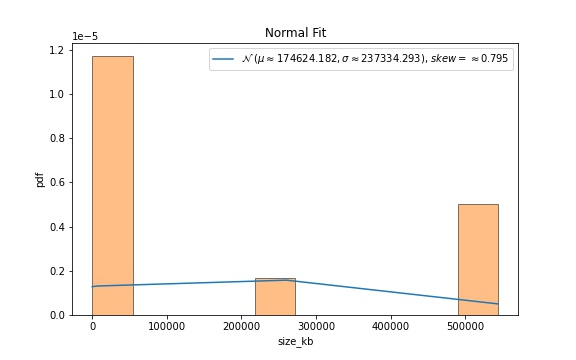 Normal Fit
1e−5
𝒩 (μ ≈ 174624.182, σ ≈ 237334.293), skew = ≈ 0.795
1.2
1.0
0.8
0.6
0.4
0.2
0.0
pdf
0 100000 200000 300000 400000 500000
size_kb